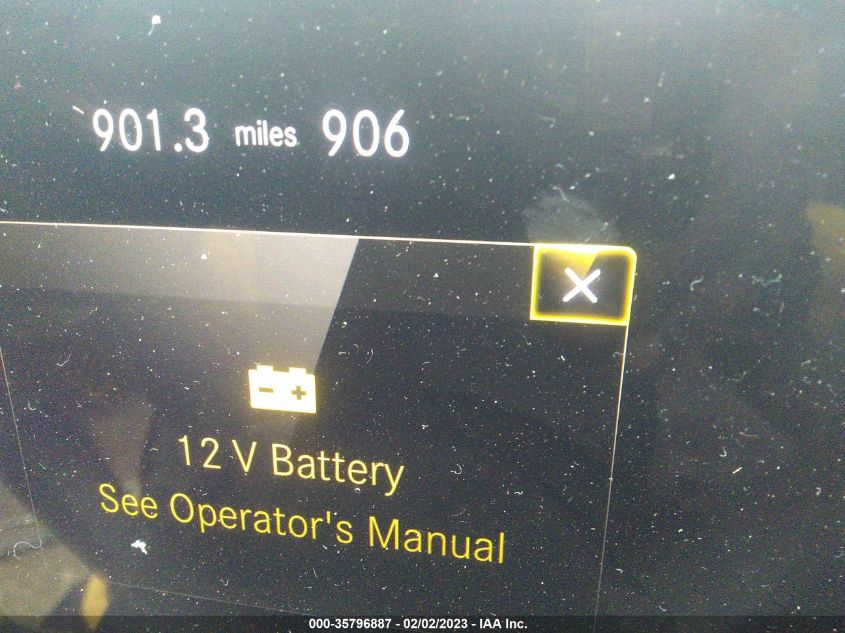 901.3 miles 906
12 V Battery
See Operator's Manual
000-35796887 - 02/02/2023 - IAA Inc.